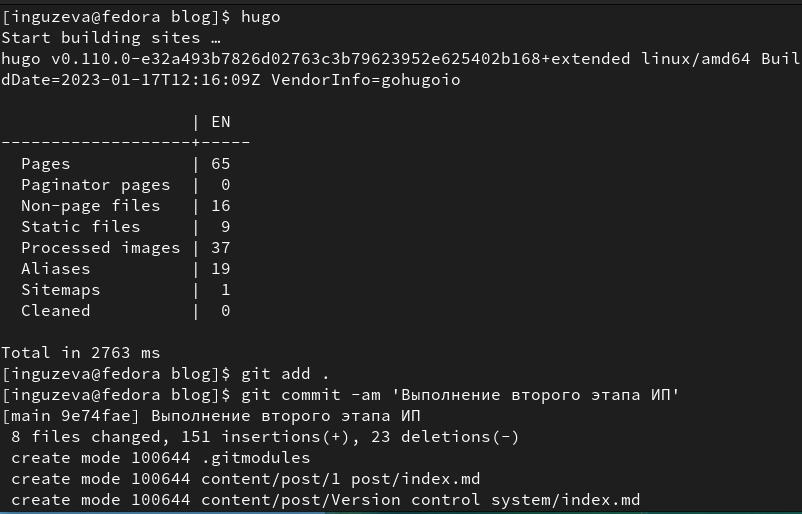 [inguzeva@fedora blog]$ hugo
Start building sites …
hugo v0.110.0-e32a493b7826d02763c3b79623952e625402b168+extended linux/amd64 Buil
dDate=2023-01-17T12:16:09Z VendorInfo=gohugoio
                   | EN
-------------------+-----
  Pages            | 65
  Paginator pages  |  0
  Non-page files   | 16
  Static files     |  9
  Processed images | 37
  Aliases          | 19
  Sitemaps         |  1
  Cleaned          |  0
Total in 2763 ms
[inguzeva@fedora blog]$ git add .
[inguzeva@fedora blog]$ git commit -am 'Выполнение второго этапа ИП'
[main 9e74fae] Выполнение второго этапа ИП
 8 files changed, 151 insertions(+), 23 deletions(-)
 create mode 100644 .gitmodules
 create mode 100644 content/post/1 post/index.md
 create mode 100644 content/post/Version control system/index.md